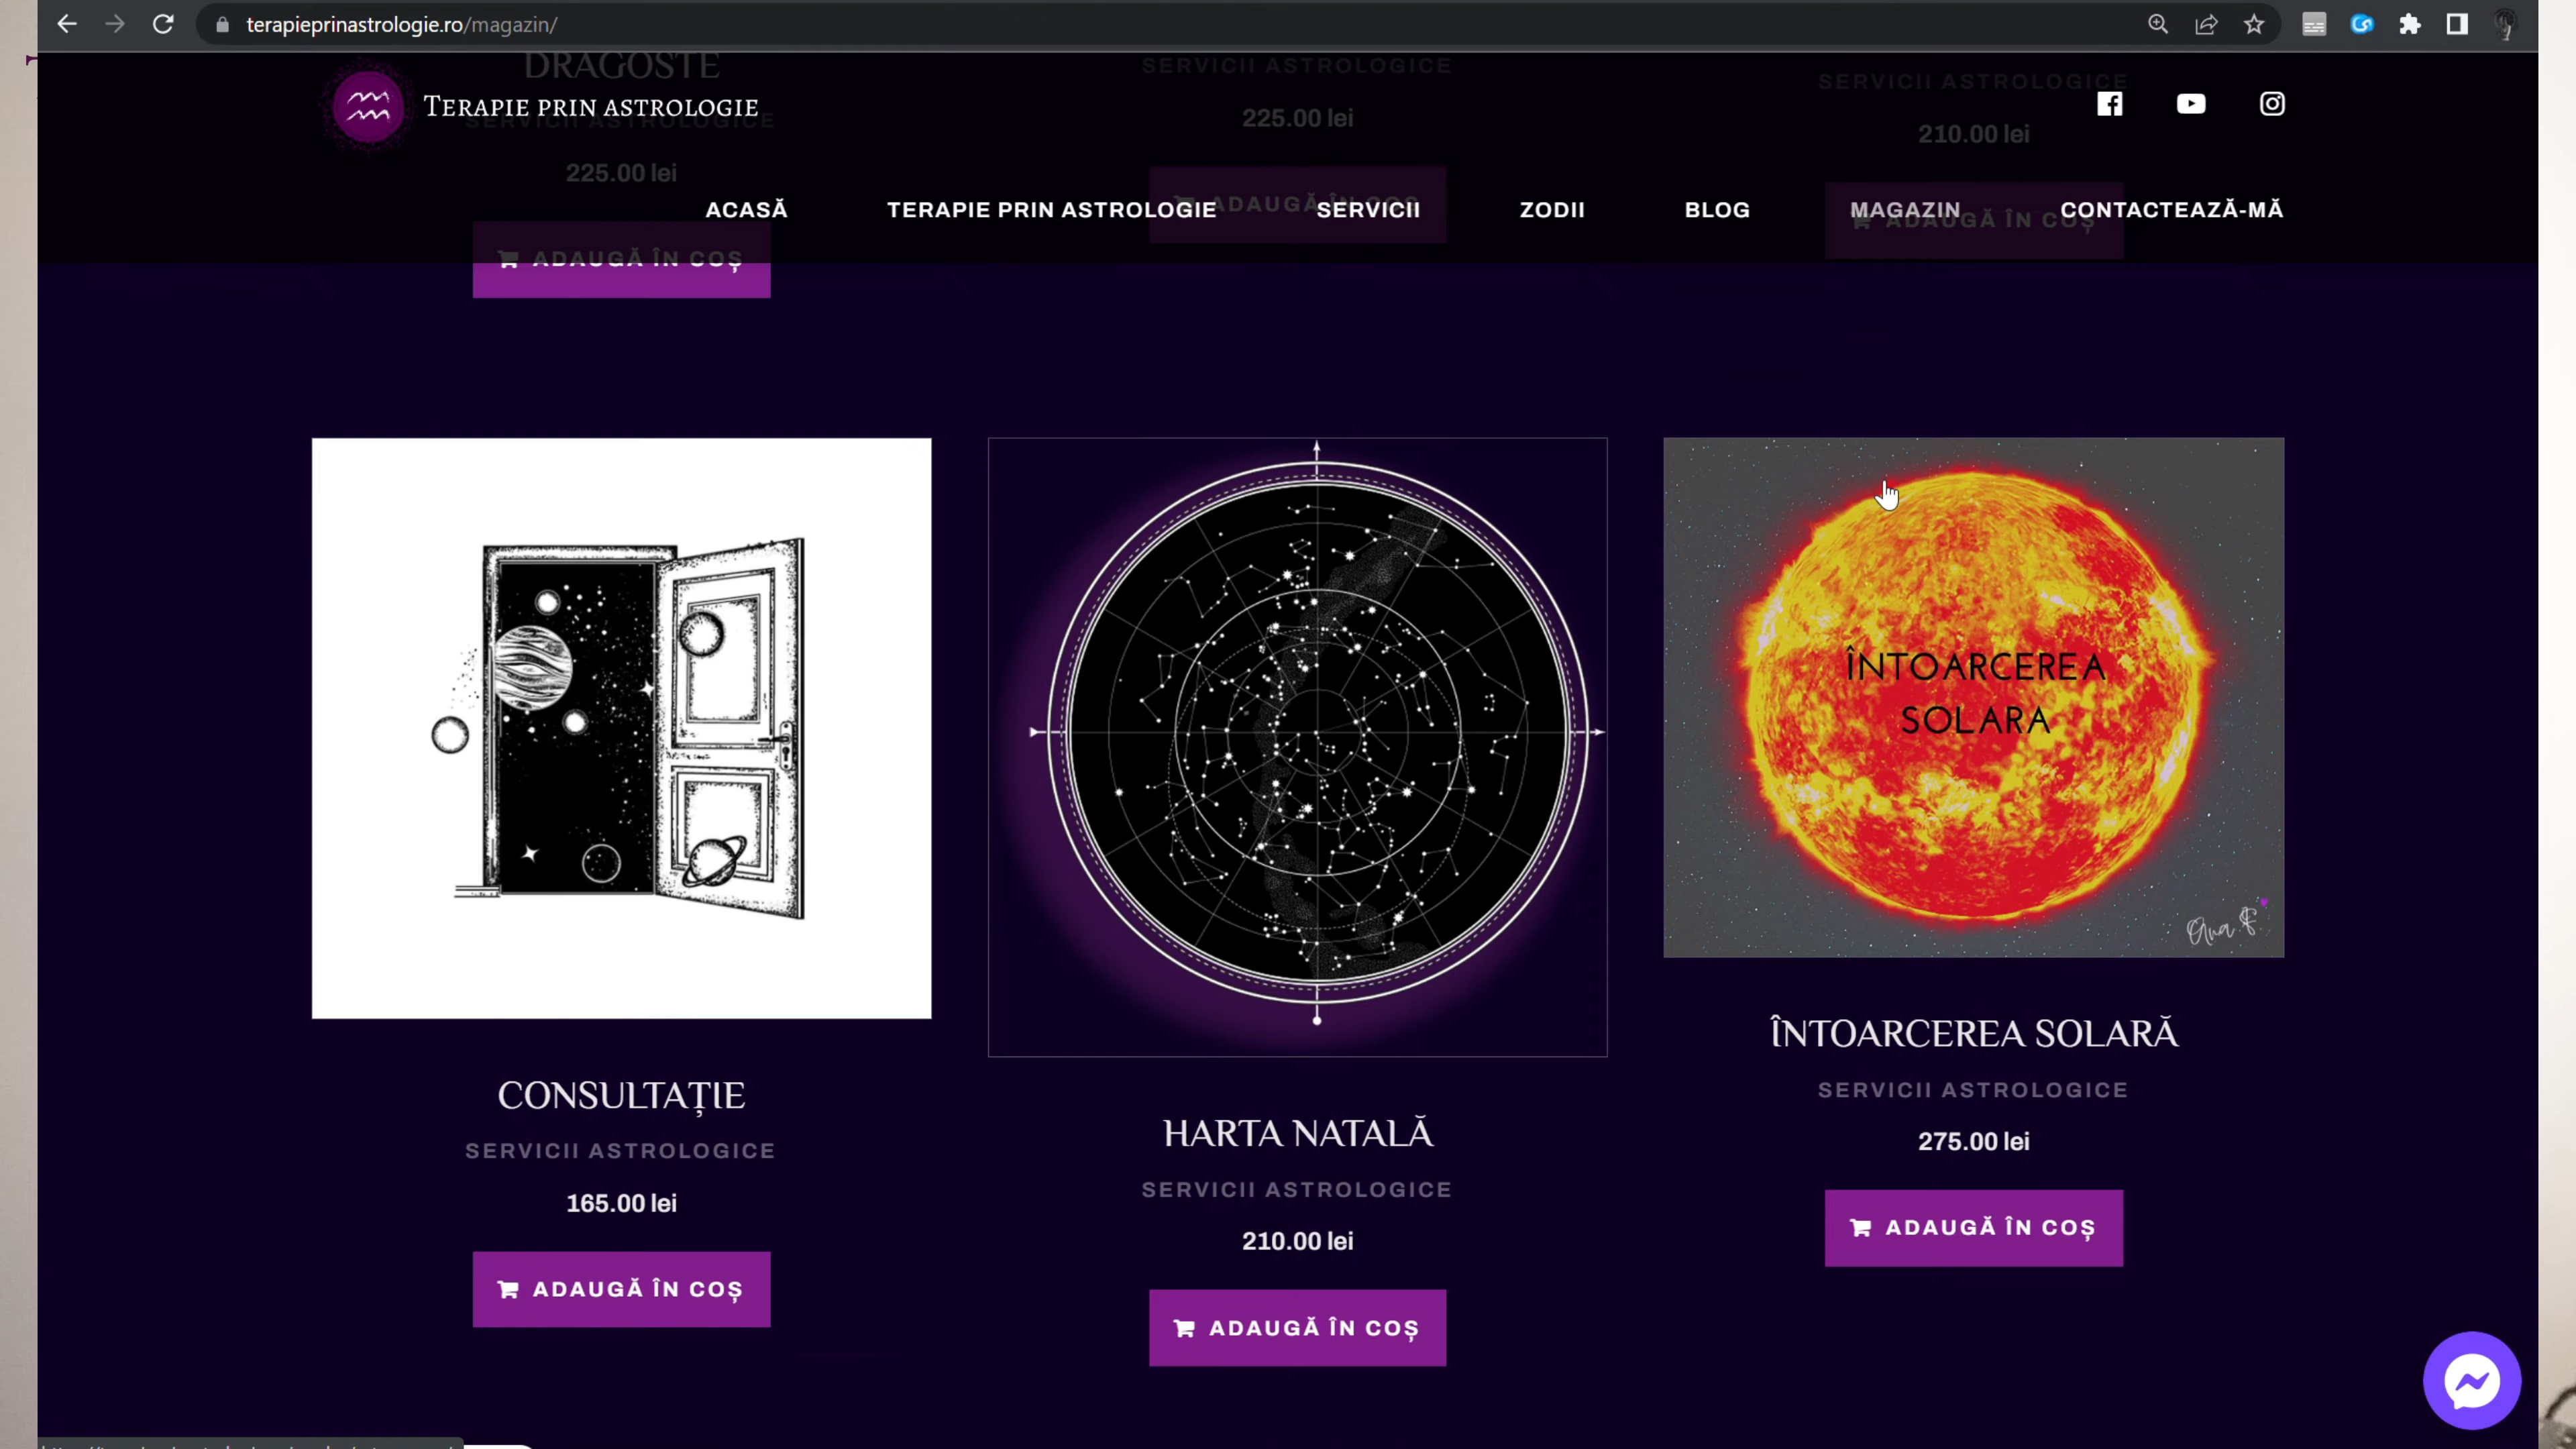 terapieprinastrologie.ro/magazin/
DRAGOSTE
SERVICII ASTROLOGICE
SERVICII ASTROLOGICE
TERAPIE PRIN ASTROLOGIE
SERVICII ASTROLOGICE
225.00 lei
210.00 lei
225.00 lei
ACASĂ
TERAPIE PRIN ASTROLOGIE
SERVICII
ZODII
BLOG
MAGAZIN
CONTACTEAZĂ-MĂ
ADAUGĂ ÎN COȘ
ADAUGĂ ÎN COȘ
ADAUGĂ ÎN COȘ
ÎNTOARCEREA
SOLARA
Ana F
CONSULTAȚIE
SERVICII ASTROLOGICE
165.00 lei
ADAUGĂ ÎN COȘ
HARTA NATALĂ
SERVICII ASTROLOGICE
210.00 lei
ADAUGĂ ÎN COȘ
ÎNTOARCEREA SOLARĂ
SERVICII ASTROLOGICE
275.00 lei
ADAUGĂ ÎN COȘ